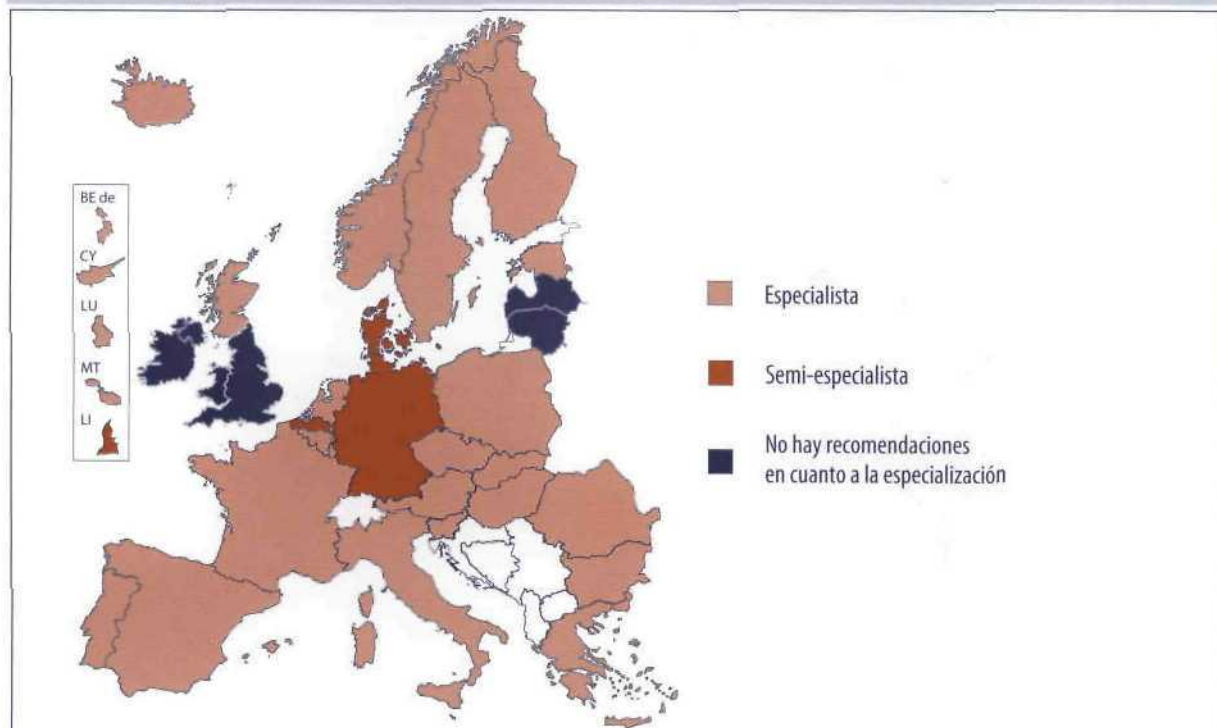 BE de
CY
LU
MT
LI
Especialista
Semi-especialista
No hay recomendaciones
en cuanto a la especialización